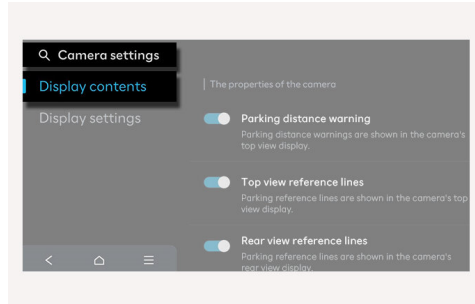 Camera settings
Display contents
Display settings
The properties of the camera
Parking distance warning
Parking distance warnings are shown in the camera's
top view display.
Top view reference lines
Parking reference lines are shown in the camera's top
view display.
Rear view reference lines
Parking reference lines are shown in the camera's
rear view display.